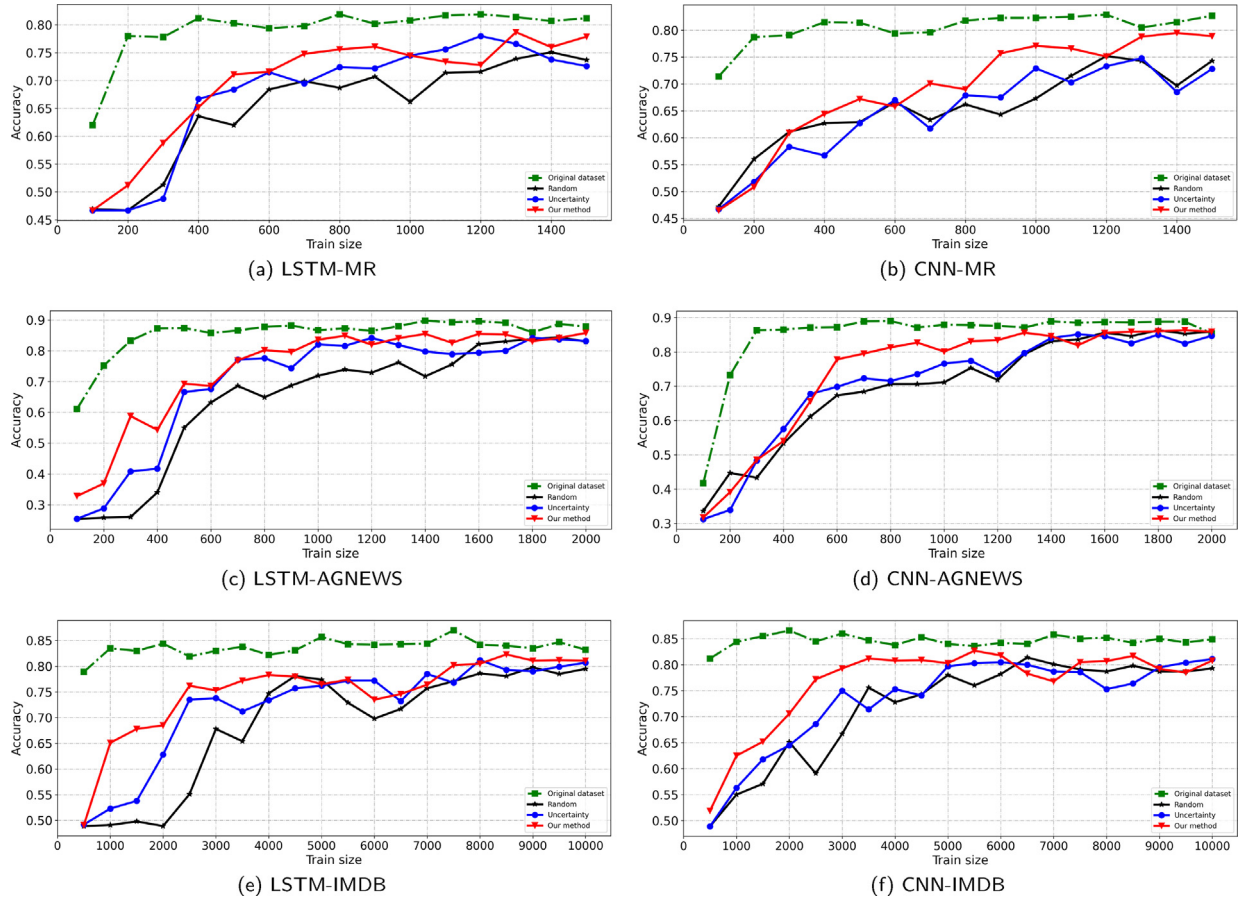 0.80
0.75
0.70
0.65
0.60
0.55
0.50
0.45
Accuracy
Original dataset
Random
Uncertainty
Our method
200 400 600 800 1000 1200 1400
Train size
(a) LSTM-MR
0.80
0.75
0.70
0.65
0.60
0.55
0.50
0.45
Accuracy
Original dataset
Random
Uncertainty
Our method
0 200 400 600 800 1000 1200 1400
Train size
(b) CNN-MR
0.9
0.8
0.7
0.6
0.5
0.4
0.3
Accuracy
Original dataset
Random
Uncertainty
Our method
0 200 400 600 800 1000 1200 1400 1600 1800 2000
Train size
(c) LSTM-AGNEWS
0.9
0.8
0.7
0.6
0.5
0.4
0.3
Accuracy
Original dataset
Random
Uncertainty
Our method
0 200 400 600 800 1000 1200 1400 1600 1800 2000
Train size
(d) CNN-AGNEWS
0.85
0.80
0.75
0.70
0.65
0.60
0.55
0.50
Accuracy
Original dataset
Random
Uncertainty
Our method
0 1000 2000 3000 4000 5000 6000 7000 8000 9000 10000
Train size
(e) LSTM-IMDB
0.85
0.80
0.75
0.70
0.65
0.60
0.55
0.50
Accuracy
Original dataset
Random
Uncertainty
Our method
0 1000 2000 3000 4000 5000 6000 7000 8000 9000 10000
Train size
(f) CNN-IMDB